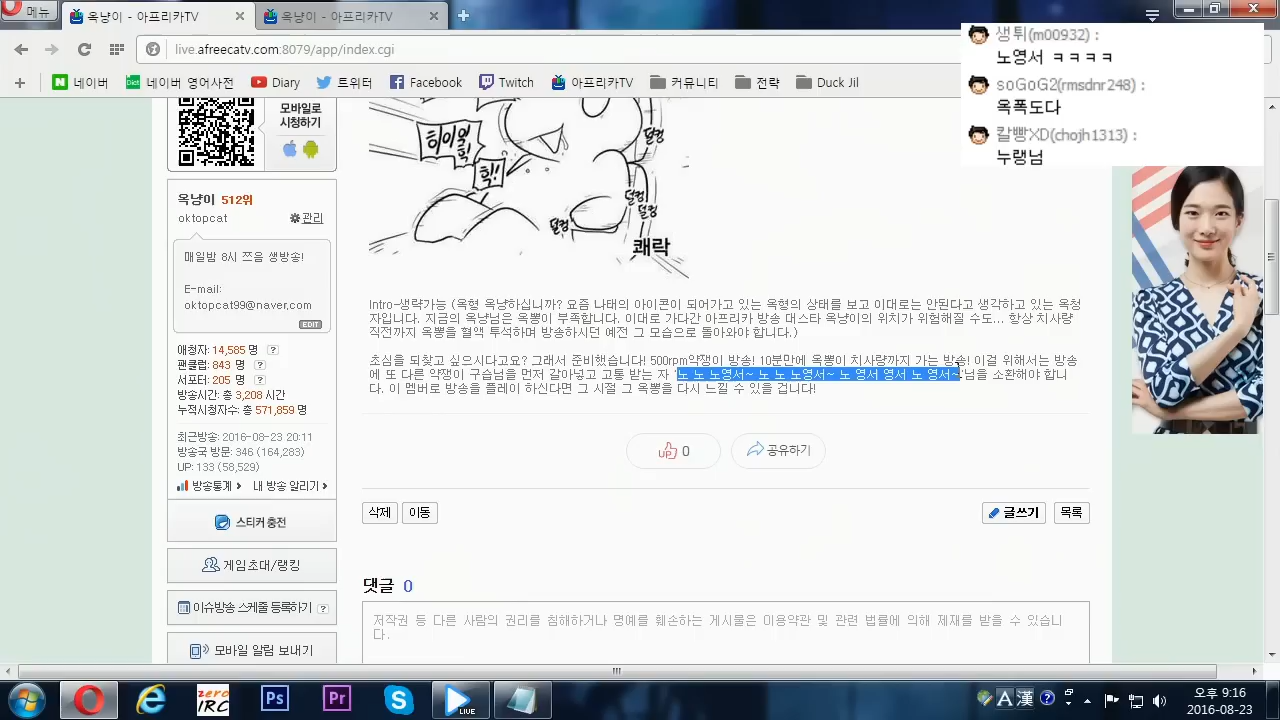 메뉴
옥냥이 - 아프리카TV
옥냥이 - 아프리카TV
live.afreecatv.com:8079/app/index.cgi
네이버
네이버 영어사전
Diary
트위터
Facebook
Twitch
아프리카TV
커뮤니티
전략
Duck Jil
생튀(m00932) :
노영서 ㅋㅋㅋㅋ
soGoG2(rmsdnr248) :
옥폭도다
칼빵XD(chojh1313) :
누랭님
모바일로
시청하기
옥냥이 512위
oktopcat
관리
매일밤 8시 쯔음 생방송!
E-mail:
oktopcat99@naver.com
EDIT
애청자: 14,585 명 ?
팬클럽: 843 명 ?
서포터: 205 명 ?
방송시간: 총 3,208 시간
누적시청자수: 총 571,859 명
최근방송: 2016-08-23 20:11
방송국 방문: 346 (164,283)
UP: 133 (58,529)
방송통계
내 방송 알리기
스티커 충전
게임초대/랭킹
이슈방송 스케줄 등록하기 ?
모바일 알럼 보내기
히이잌
힉
힉!
덜컹
덜컹
덜컹
덜컹
쾌락
Intro-생략가능 (옥형 옥냥하십니까? 요즘 나태의 아이콘이 되어가고 있는 옥형의 상태를 보고 이대로는 안된다고 생각하고 있는 옥청
자입니다. 지금의 옥냥님은 옥뽕이 부족합니다. 이대로 가다간 아프리카 방송 대스타 옥냥이의 위치가 위험해질 수도... 항상 치사량
직전까지 옥뽕을 혈액 투석하며 방송하시던 예전 그 모습으로 돌아와야 합니다.)
초심을 되찾고 싶으시다고요? 그래서 준비했습니다! 500rpm약쟁이 방송! 10분만에 옥뽕이 치사량까지 가는 방송! 이걸 위해서는 방송
에 또 다른 약쟁이 '구습님을 먼저 갈아넣고 고통 받는 자 '노 노 노영서~ 노 노 노영서~ 노 영서 영서 노 영서~'님을 소환해야 합니
다. 이 멤버로 방송을 플레이 하신다면 그 시절 그 옥뽕을 다시 느낄 수 있을 겁니다!
UP 0
공유하기
삭제
이동
글쓰기
목록
댓글 0
저작권 등 다른 사람의 권리를 침해하거나 명예를 훼손하는 게시물은 이용약관 및 관련 법률에 의해 제재를 받을 수 있습니
다.
zero
IRC
Ps
Pr
LIVE
A 漢
오후 9:16
2016-08-23